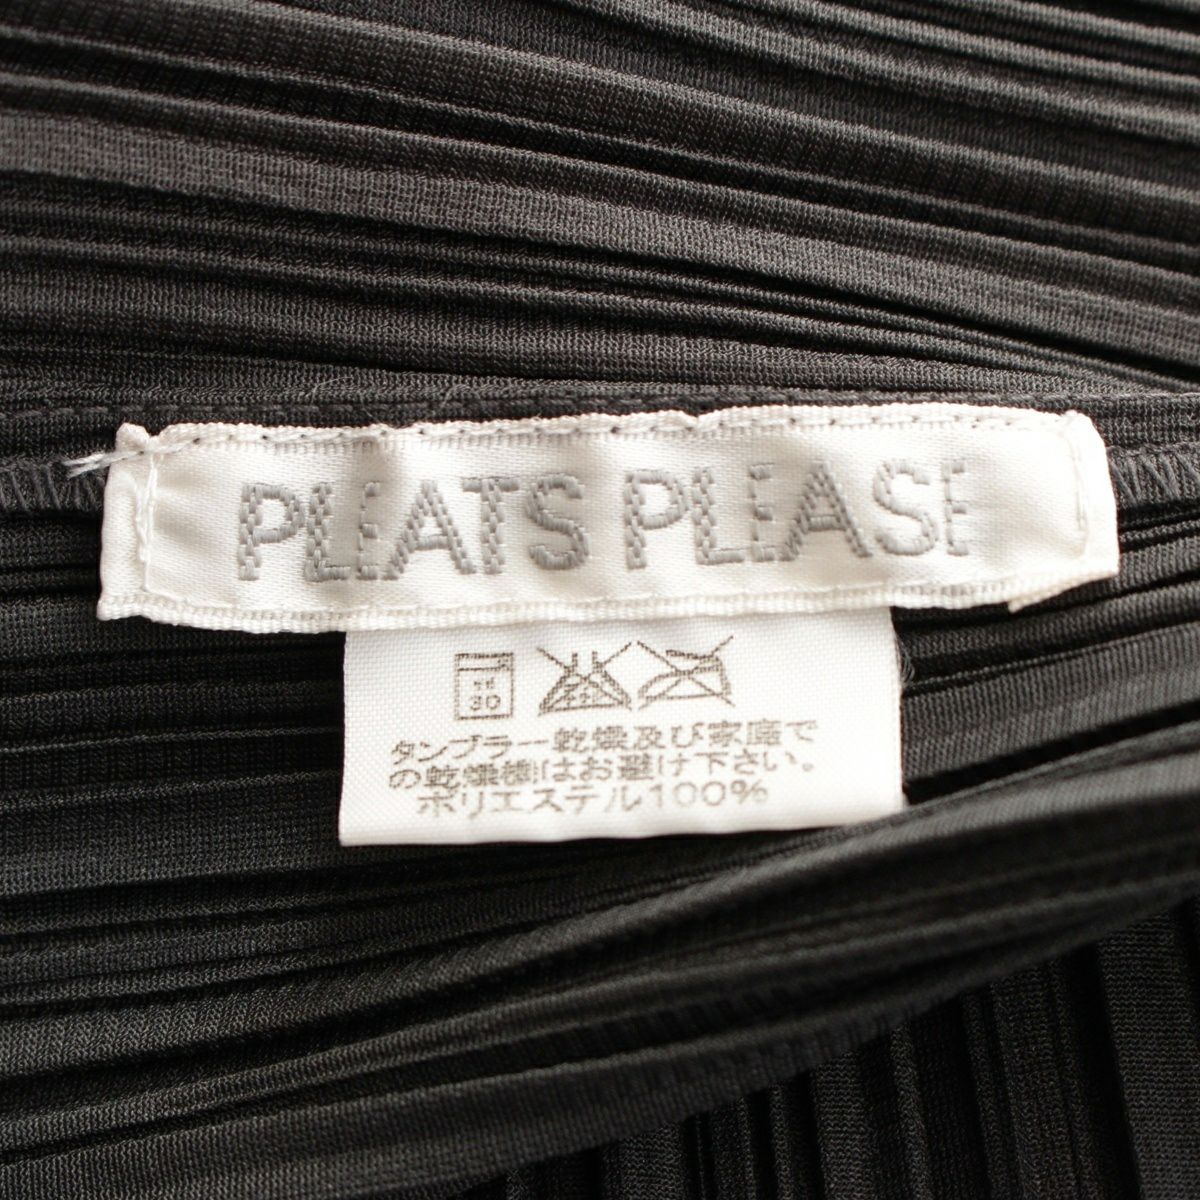 PLEATS PLEASE
30
タンブラー乾燥及び家庭で
の乾燥機はお避け下さい。
ポリエステル100%